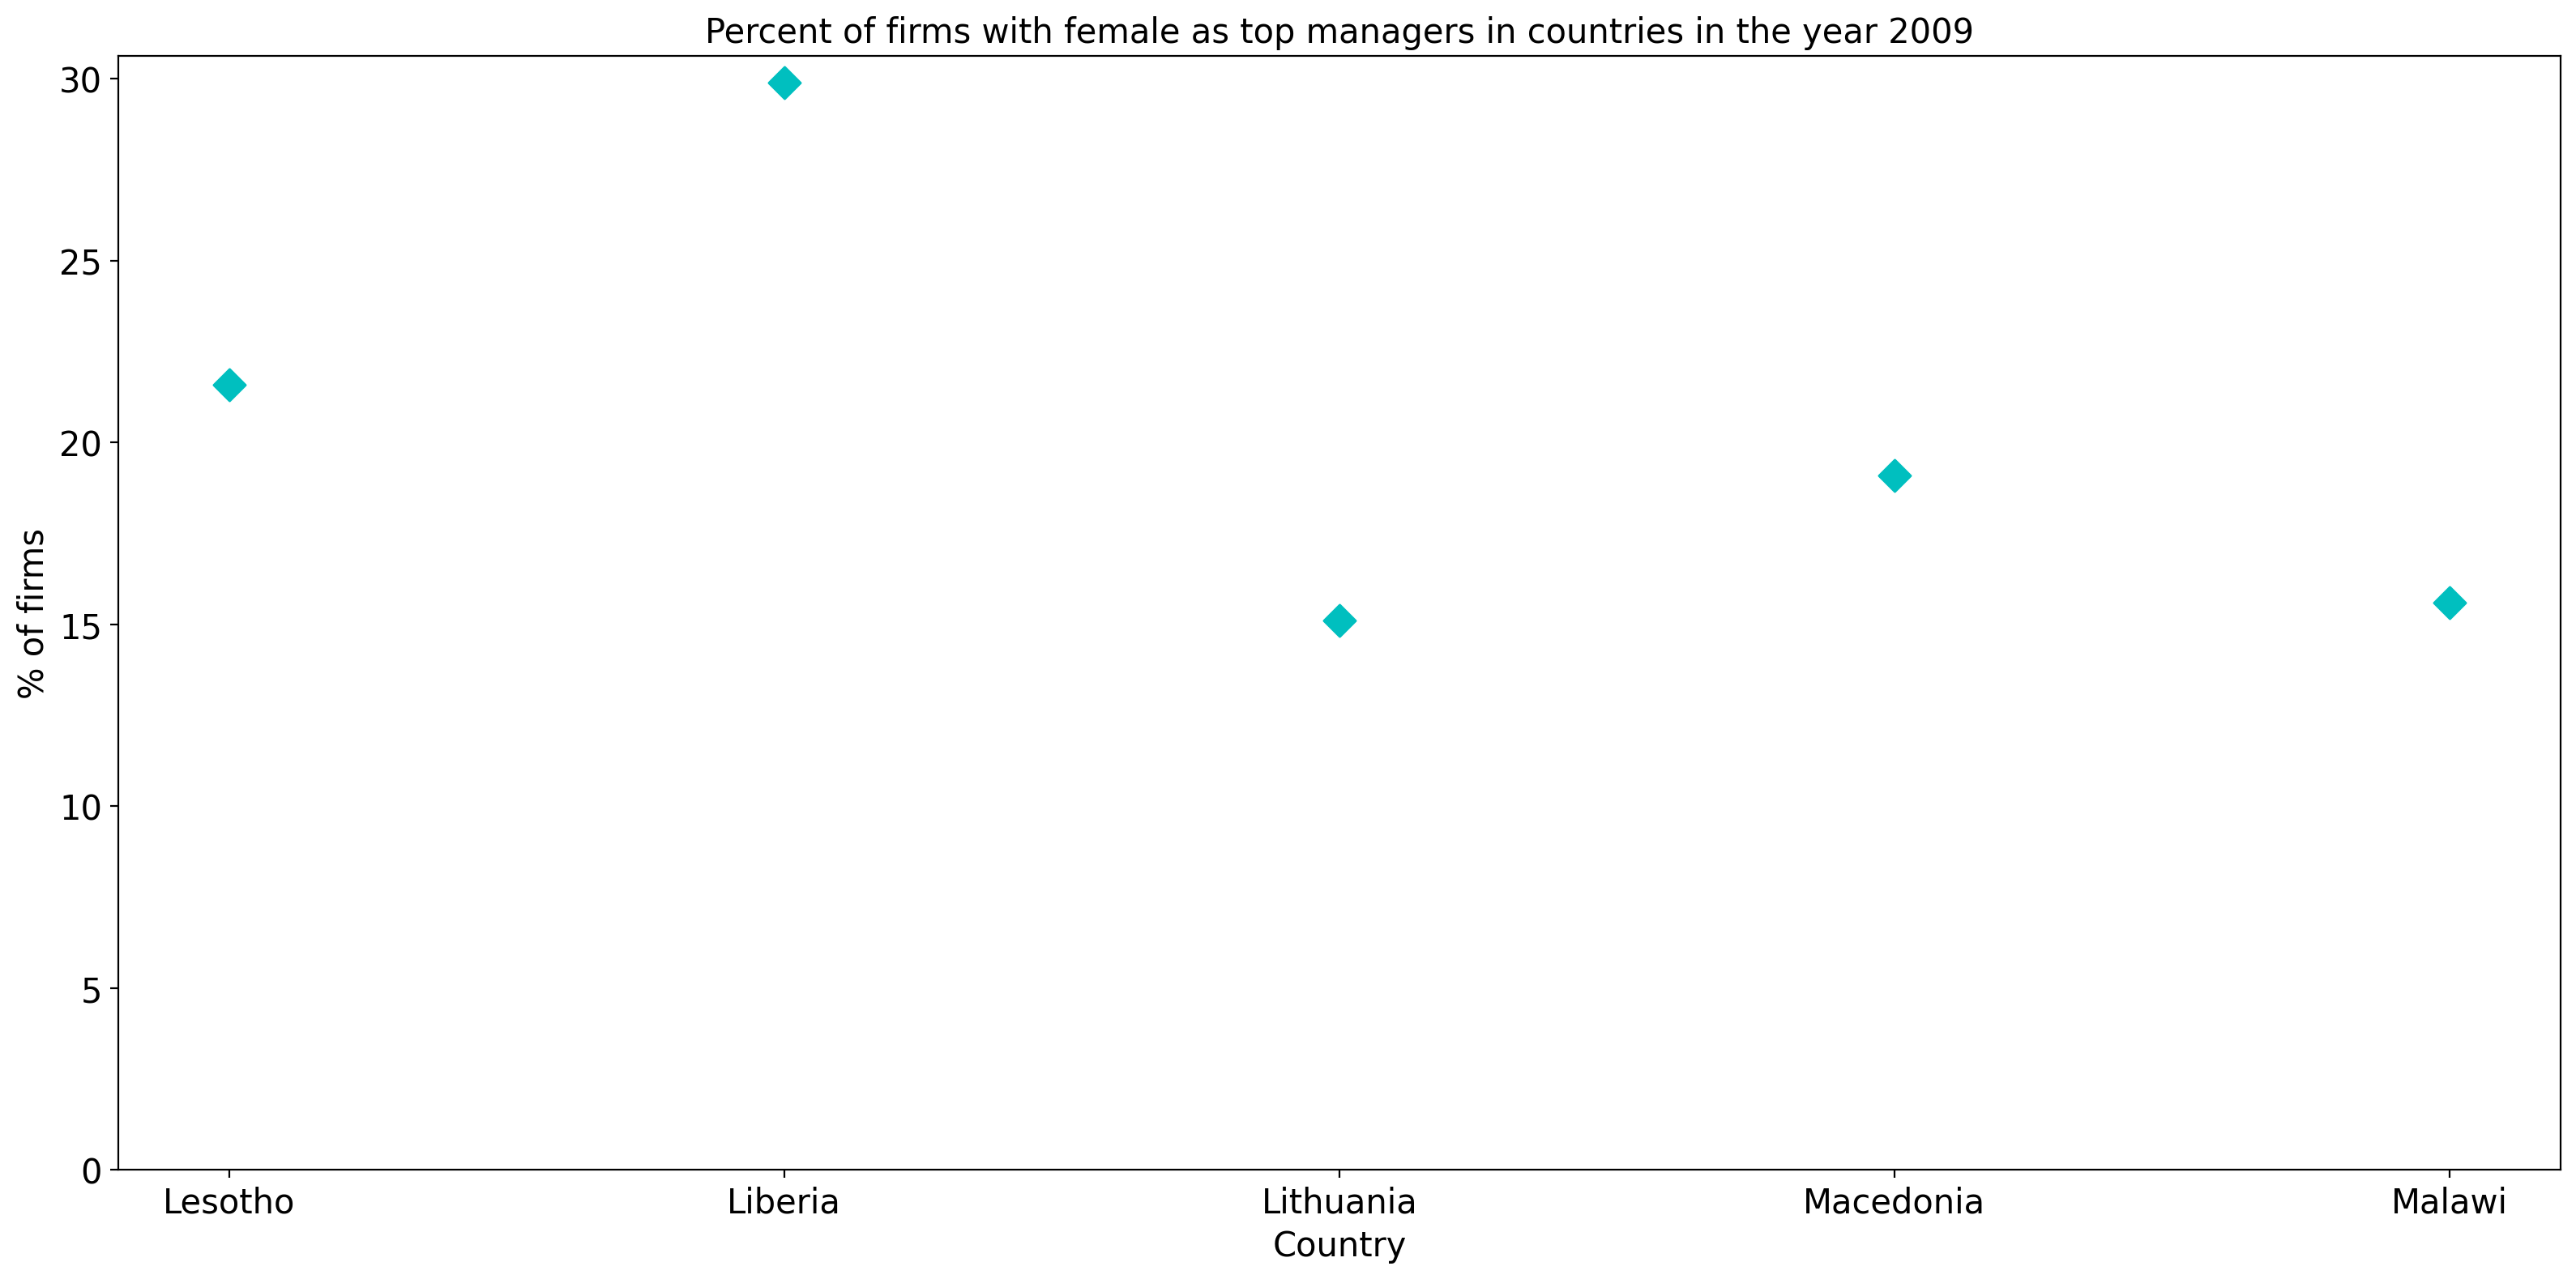 Percent of firms with female as top managers in countries in the year 2009
30
25
20
15
10
5
0
% of firms
Lesotho Liberia Lithuania Macedonia Malawi
Country